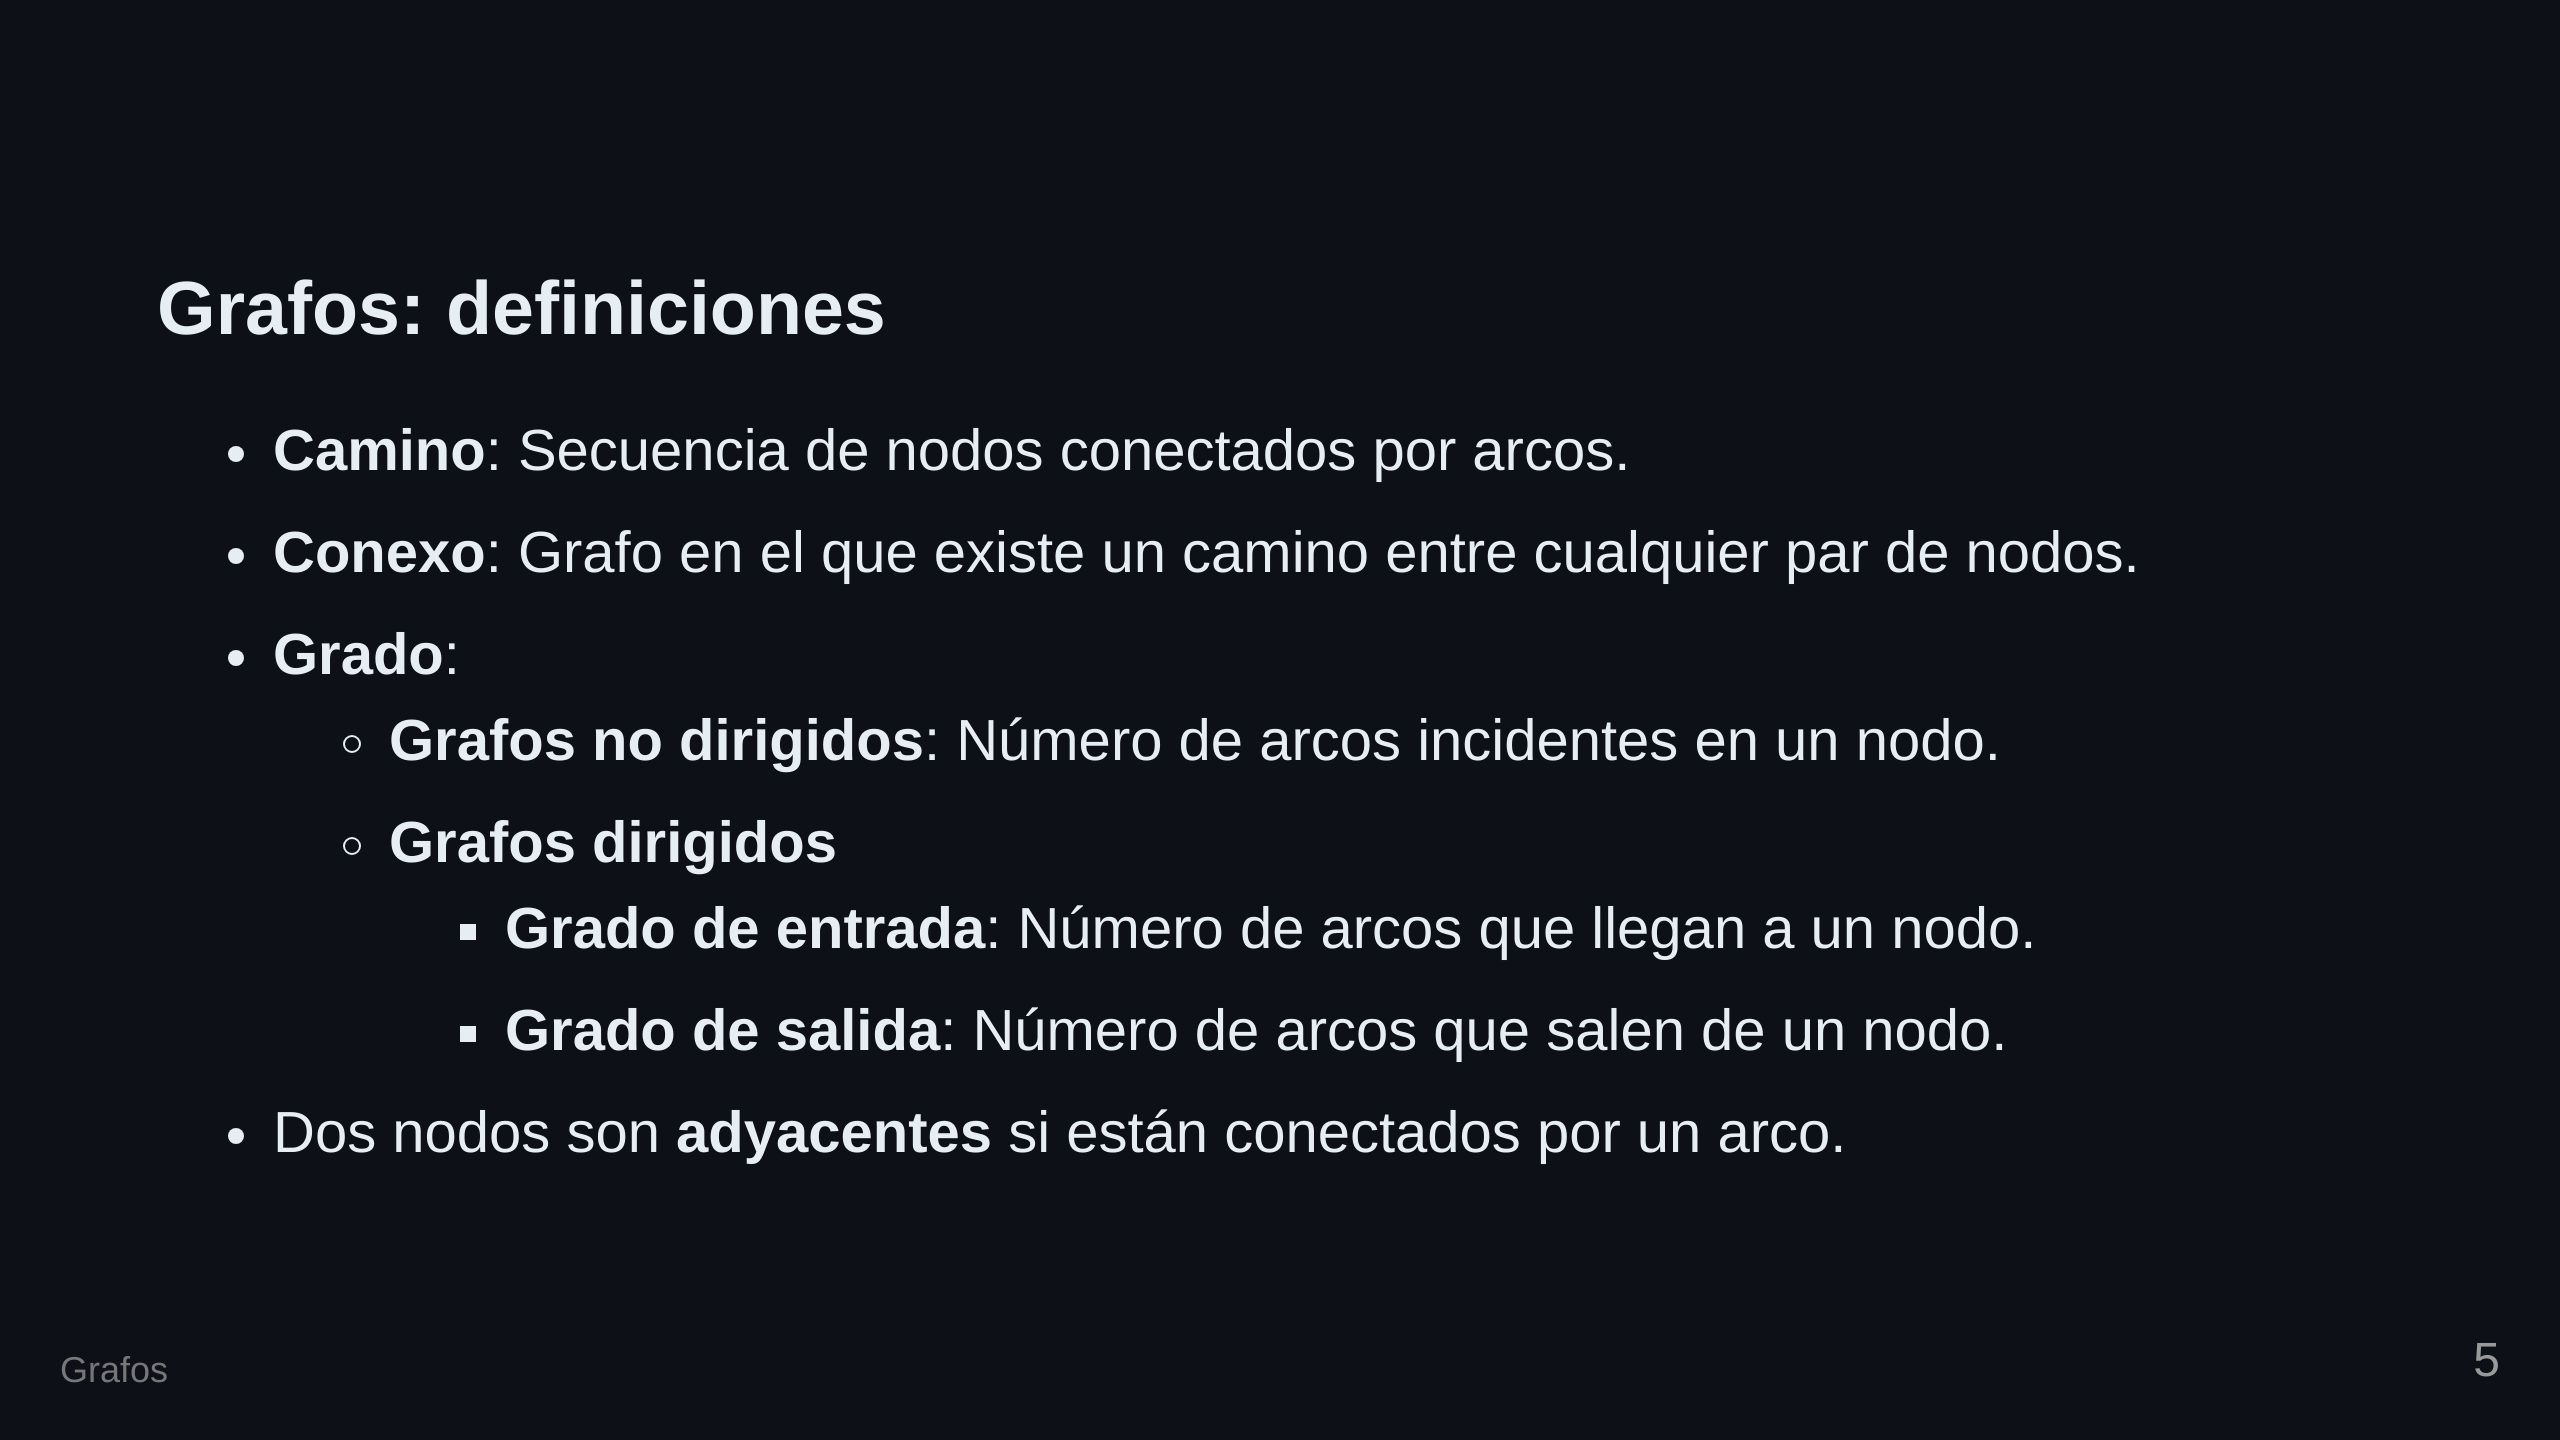 Grafos: definiciones
Camino: Secuencia de nodos conectados por arcos.
Conexo: Grafo en el que existe un camino entre cualquier par de nodos.
Grado:
Grafos no dirigidos: Número de arcos incidentes en un nodo.
Grafos dirigidos
Grado de entrada: Número de arcos que llegan a un nodo.
Grado de salida: Número de arcos que salen de un nodo.
Dos nodos son adyacentes si están conectados por un arco.
Grafos
5